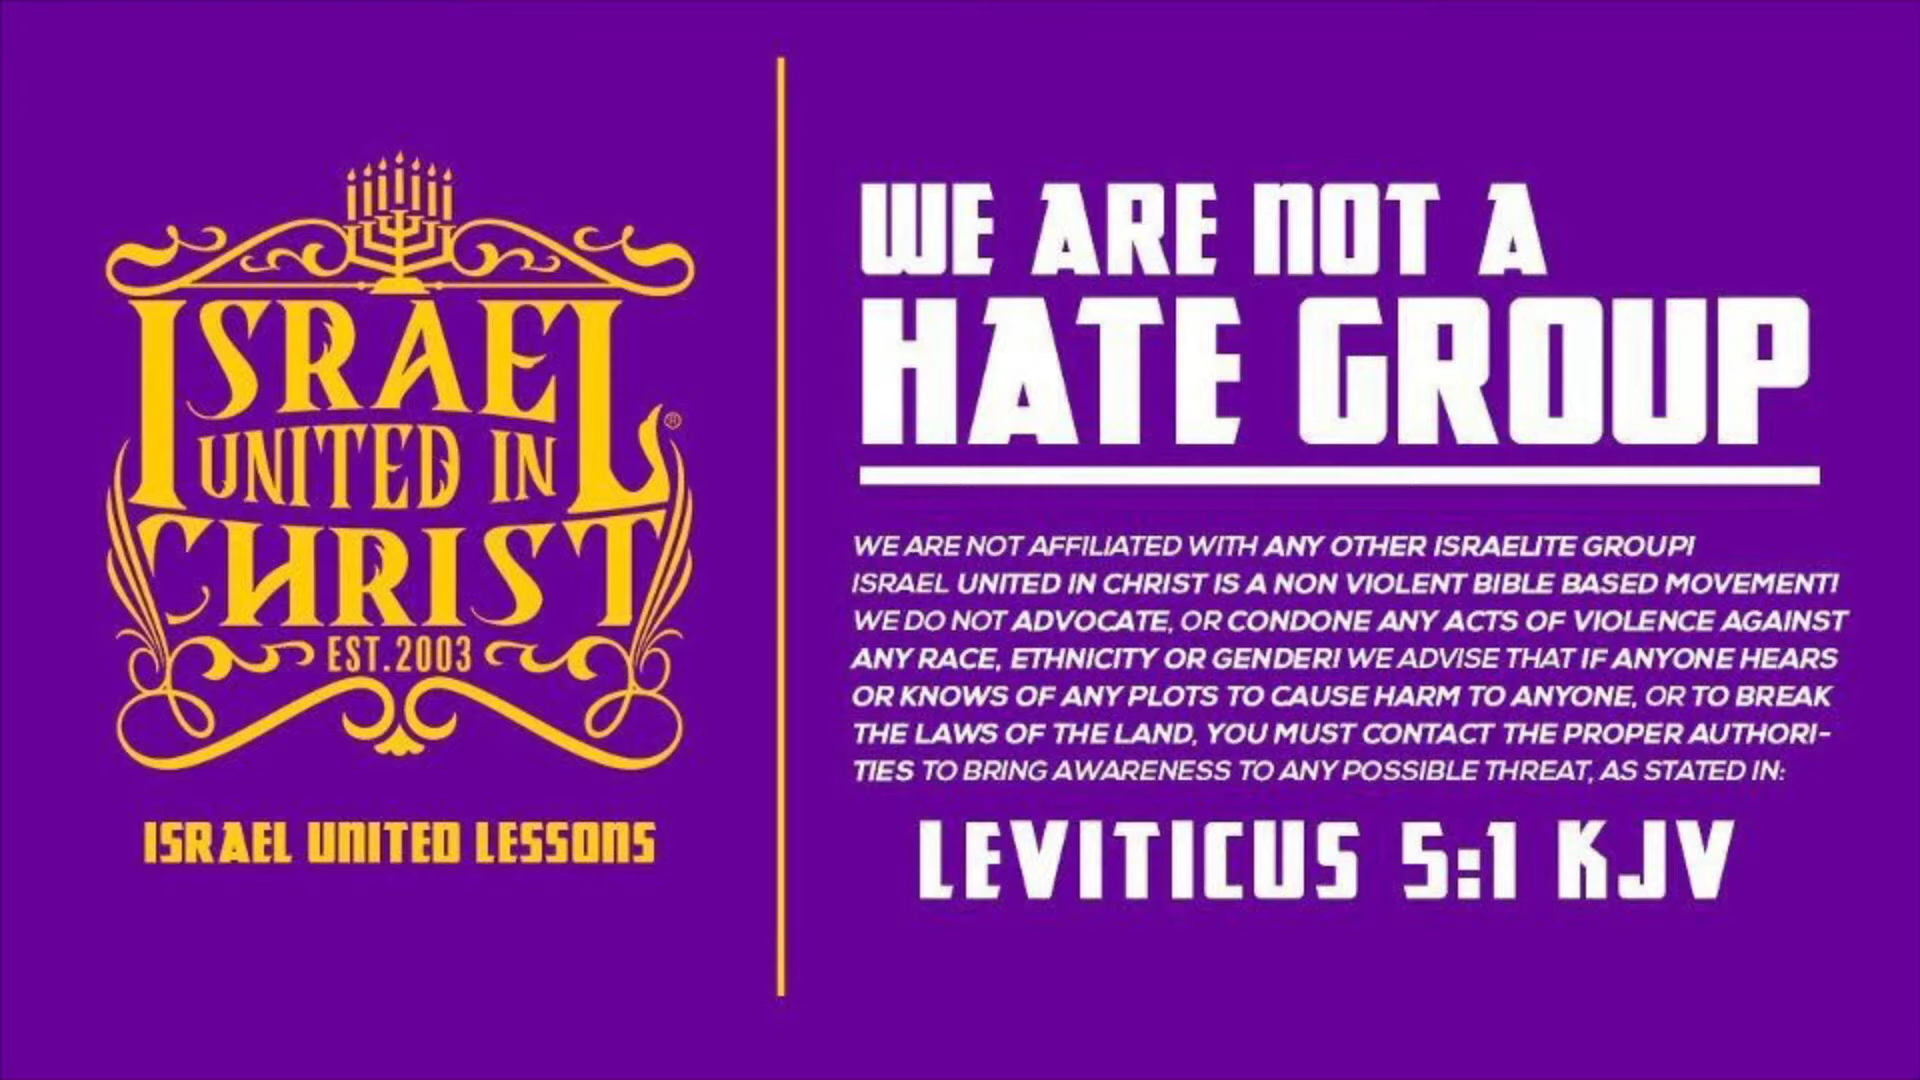 ISRAEL
UNITED IN
CHRIST
®
EST.2003
ISRAEL UNITED LESSONS
WE ARE NOT A
HATE GROUP
WE ARE NOT AFFILIATED WITH ANY OTHER ISRAELITE GROUP!
ISRAEL UNITED IN CHRIST IS A NON VIOLENT BIBLE BASED MOVEMENT!
WE DO NOT ADVOCATE, OR CONDONE ANY ACTS OF VIOLENCE AGAINST
ANY RACE, ETHNICITY OR GENDER! WE ADVISE THAT IF ANYONE HEARS
OR KNOWS OF ANY PLOTS TO CAUSE HARM TO ANYONE, OR TO BREAK
THE LAWS OF THE LAND, YOU MUST CONTACT THE PROPER AUTHORI-
TIES TO BRING AWARENESS TO ANY POSSIBLE THREAT, AS STATED IN:
LEVITICUS 5:1 KJV